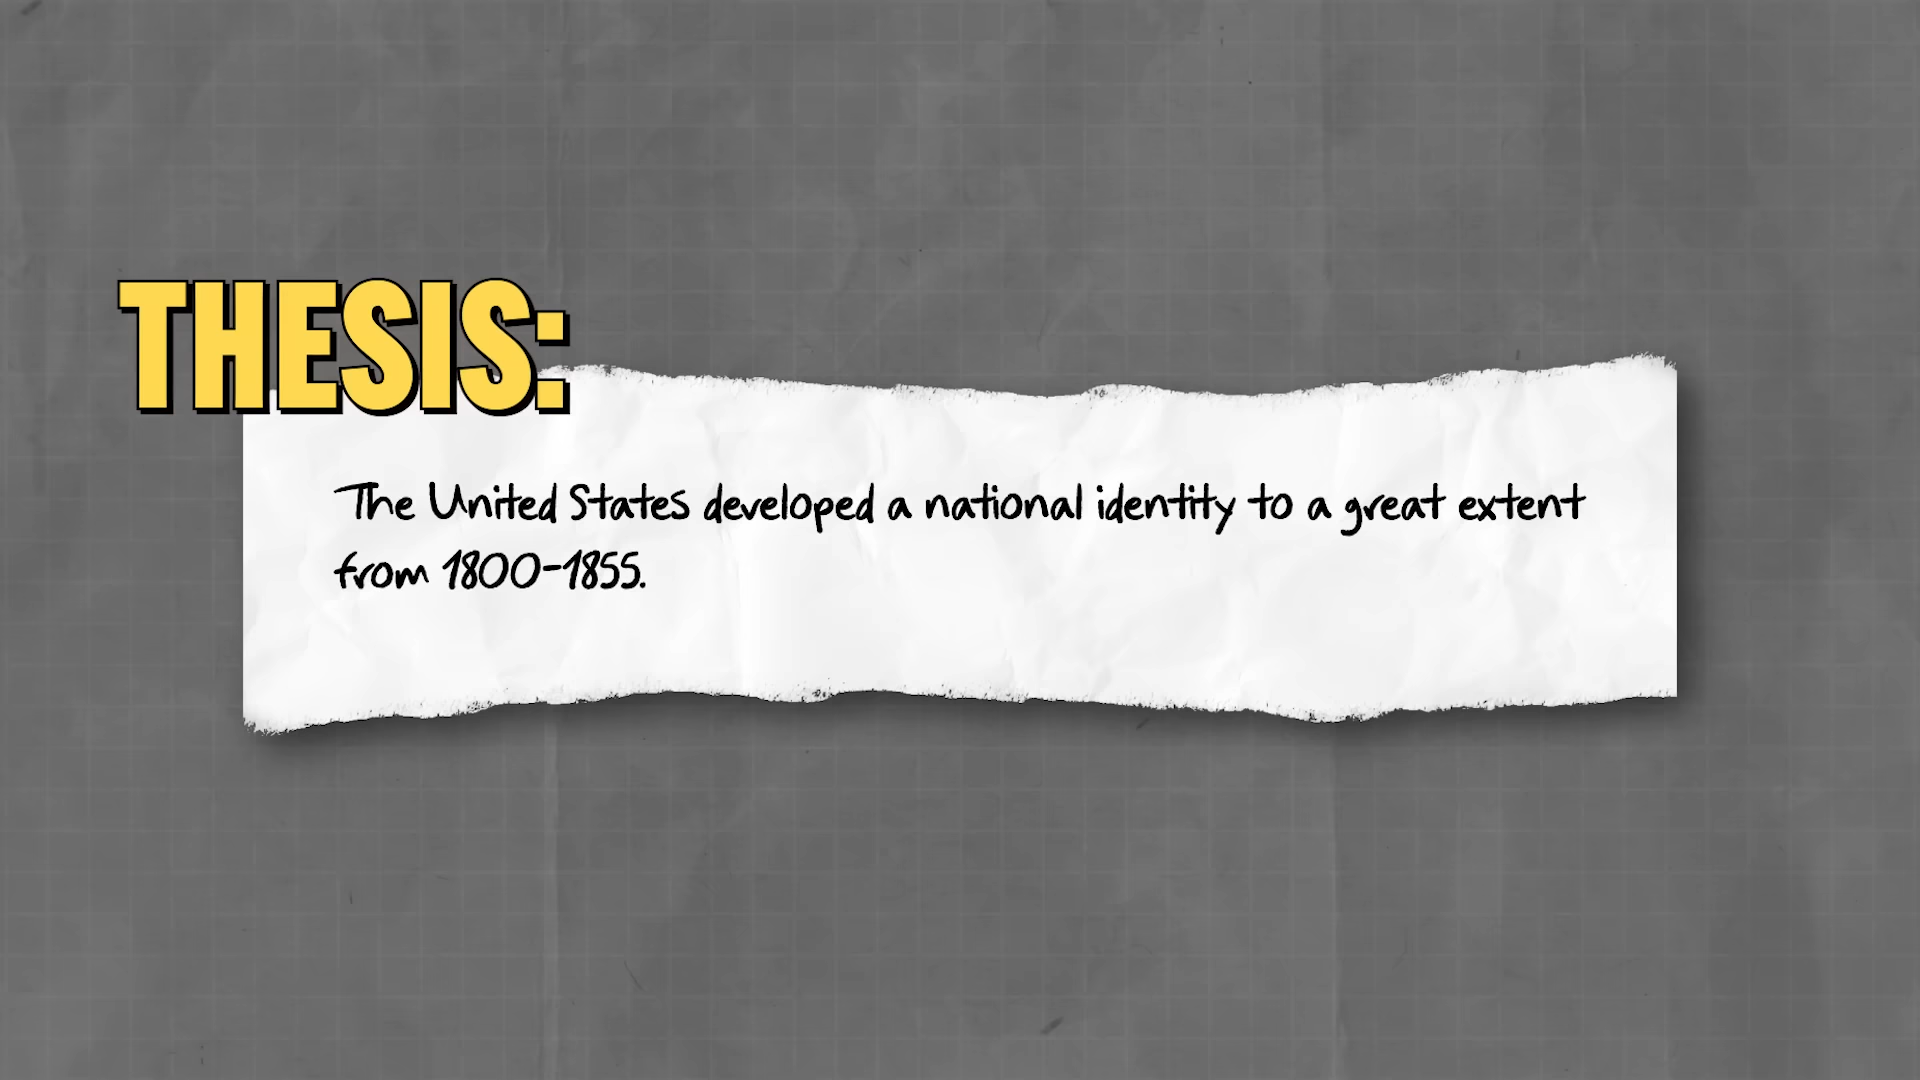 THESIS:
The United States developed a national identity to a great extent
from 1800-1855.